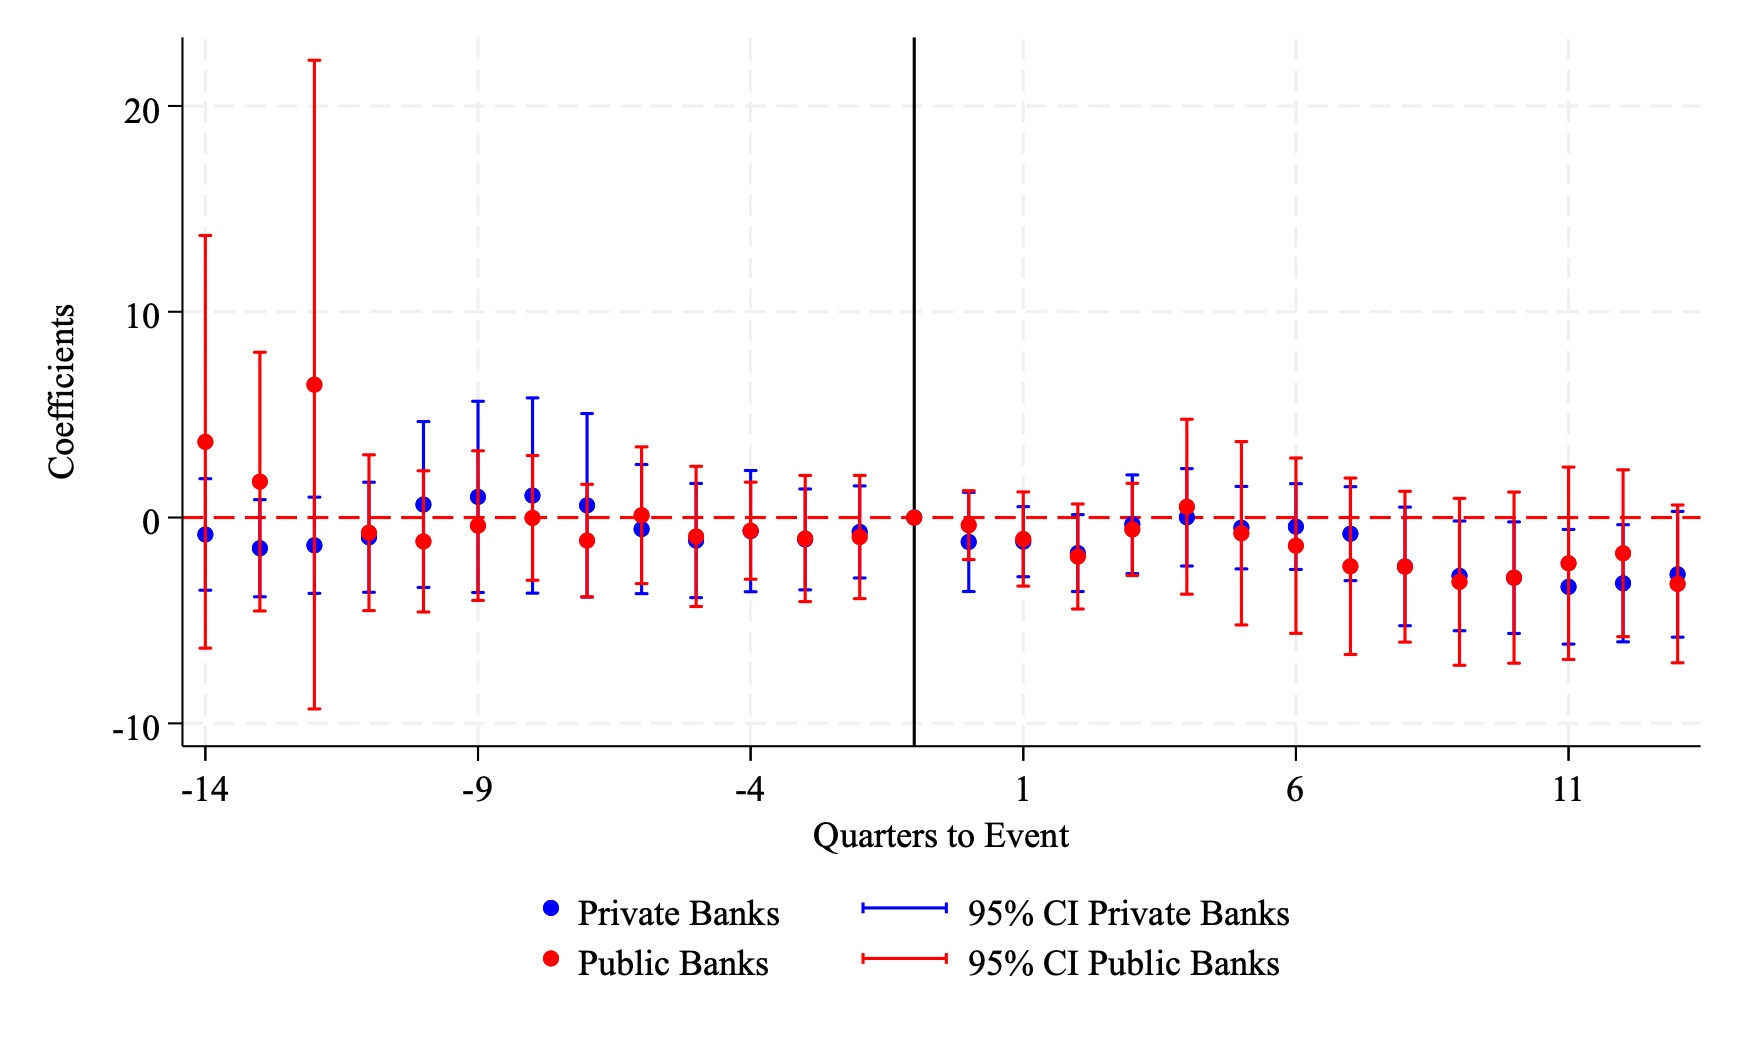 20
10
0
-10
Coefficients
-14 -9 -4 1 6 11
Quarters to Event
Private Banks 95% CI Private Banks
Public Banks 95% CI Public Banks